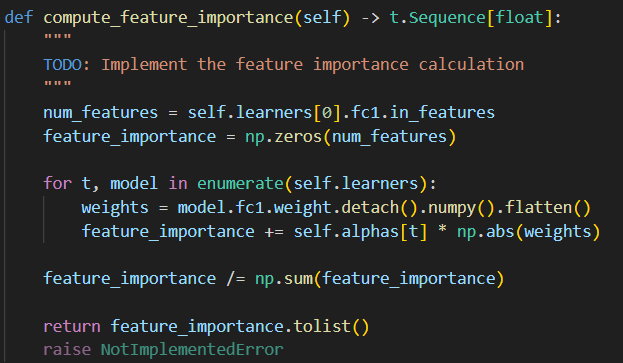 def compute_feature_importance(self) -> t.Sequence[float]:
    """
    TODO: Implement the feature importance calculation
    """
    num_features = self.learners[0].fc1.in_features
    feature_importance = np.zeros(num_features)

    for t, model in enumerate(self.learners):
        weights = model.fc1.weight.detach().numpy().flatten()
        feature_importance += self.alphas[t] * np.abs(weights)

    feature_importance /= np.sum(feature_importance)

    return feature_importance.tolist()
    raise NotImplementedError